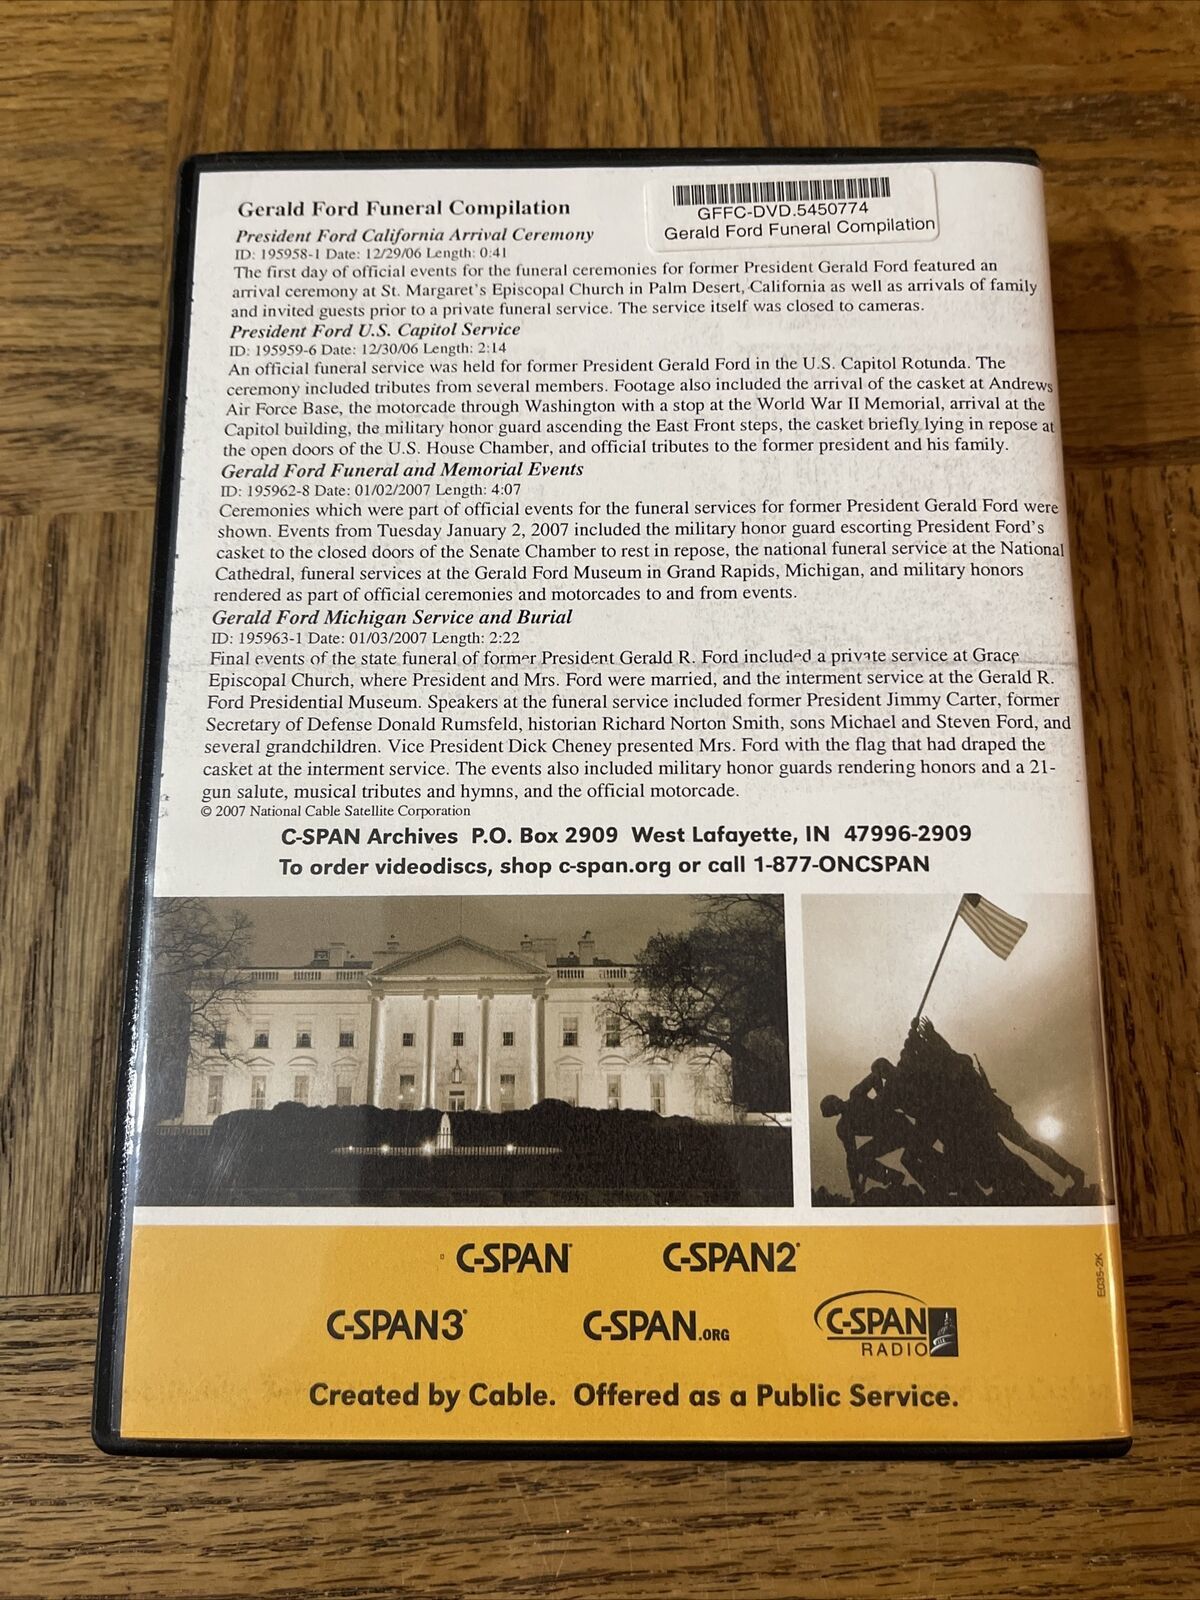 Gerald Ford Funeral Compilation
GFFC-DVD.5450774
Gerald Ford Funeral Compilation
President Ford California Arrival Ceremony
ID: 195958-1 Date: 12/29/06 Length: 0:41
The first day of official events for the funeral ceremonies for former President Gerald Ford featured an
arrival ceremony at St. Margaret's Episcopal Church in Palm Desert, California as well as arrivals of family
and invited guests prior to a private funeral service. The service itself was closed to cameras.
President Ford U.S. Capitol Service
ID: 195959-6 Date: 12/30/06 Length: 2:14
An official funeral service was held for former President Gerald Ford in the U.S. Capitol Rotunda. The
ceremony included tributes from several members. Footage also included the arrival of the casket at Andrews
Air Force Base, the motorcade through Washington with a stop at the World War II Memorial, arrival at the
Capitol building, the military honor guard ascending the East Front steps, the casket briefly lying in repose at
the open doors of the U.S. House Chamber, and official tributes to the former president and his family.
Gerald Ford Funeral and Memorial Events
ID: 195962-8 Date: 01/02/2007 Length: 4:07
Ceremonies which were part of official events for the funeral services for former President Gerald Ford were
shown. Events from Tuesday January 2, 2007 included the military honor guard escorting President Ford's
casket to the closed doors of the Senate Chamber to rest in repose, the national funeral service at the National
Cathedral, funeral services at the Gerald Ford Museum in Grand Rapids, Michigan, and military honors
rendered as part of official ceremonies and motorcades to and from events.
Gerald Ford Michigan Service and Burial
ID: 195963-1 Date: 01/03/2007 Length: 2:22
Final events of the state funeral of former President Gerald R. Ford included a private service at Grace
Episcopal Church, where President and Mrs. Ford were married, and the interment service at the Gerald R.
Ford Presidential Museum. Speakers at the funeral service included former President Jimmy Carter, former
Secretary of Defense Donald Rumsfeld, historian Richard Norton Smith, sons Michael and Steven Ford, and
several grandchildren. Vice President Dick Cheney presented Mrs. Ford with the flag that had draped the
casket at the interment service. The events also included military honor guards rendering honors and a 21-
gun salute, musical tributes and hymns, and the official motorcade.
© 2007 National Cable Satellite Corporation
C-SPAN Archives P.O. Box 2909 West Lafayette, IN 47996-2909
To order videodiscs, shop c-span.org or call 1-877-ONCSPAN
C-SPAN C-SPAN2
E035-2K
C-SPAN3 C-SPAN.ORG C-SPAN
RADIO
Created by Cable. Offered as a Public Service.